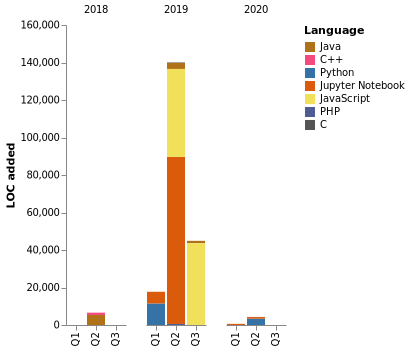 2018 2019 2020
160,000
140,000
120,000
100,000
80,000
60,000
40,000
20,000
0
LOC added
Q1 Q2 Q3 Q1 Q2 Q3 Q1 Q2 Q3
Language
Java
C++
Python
Jupyter Notebook
JavaScript
PHP
C